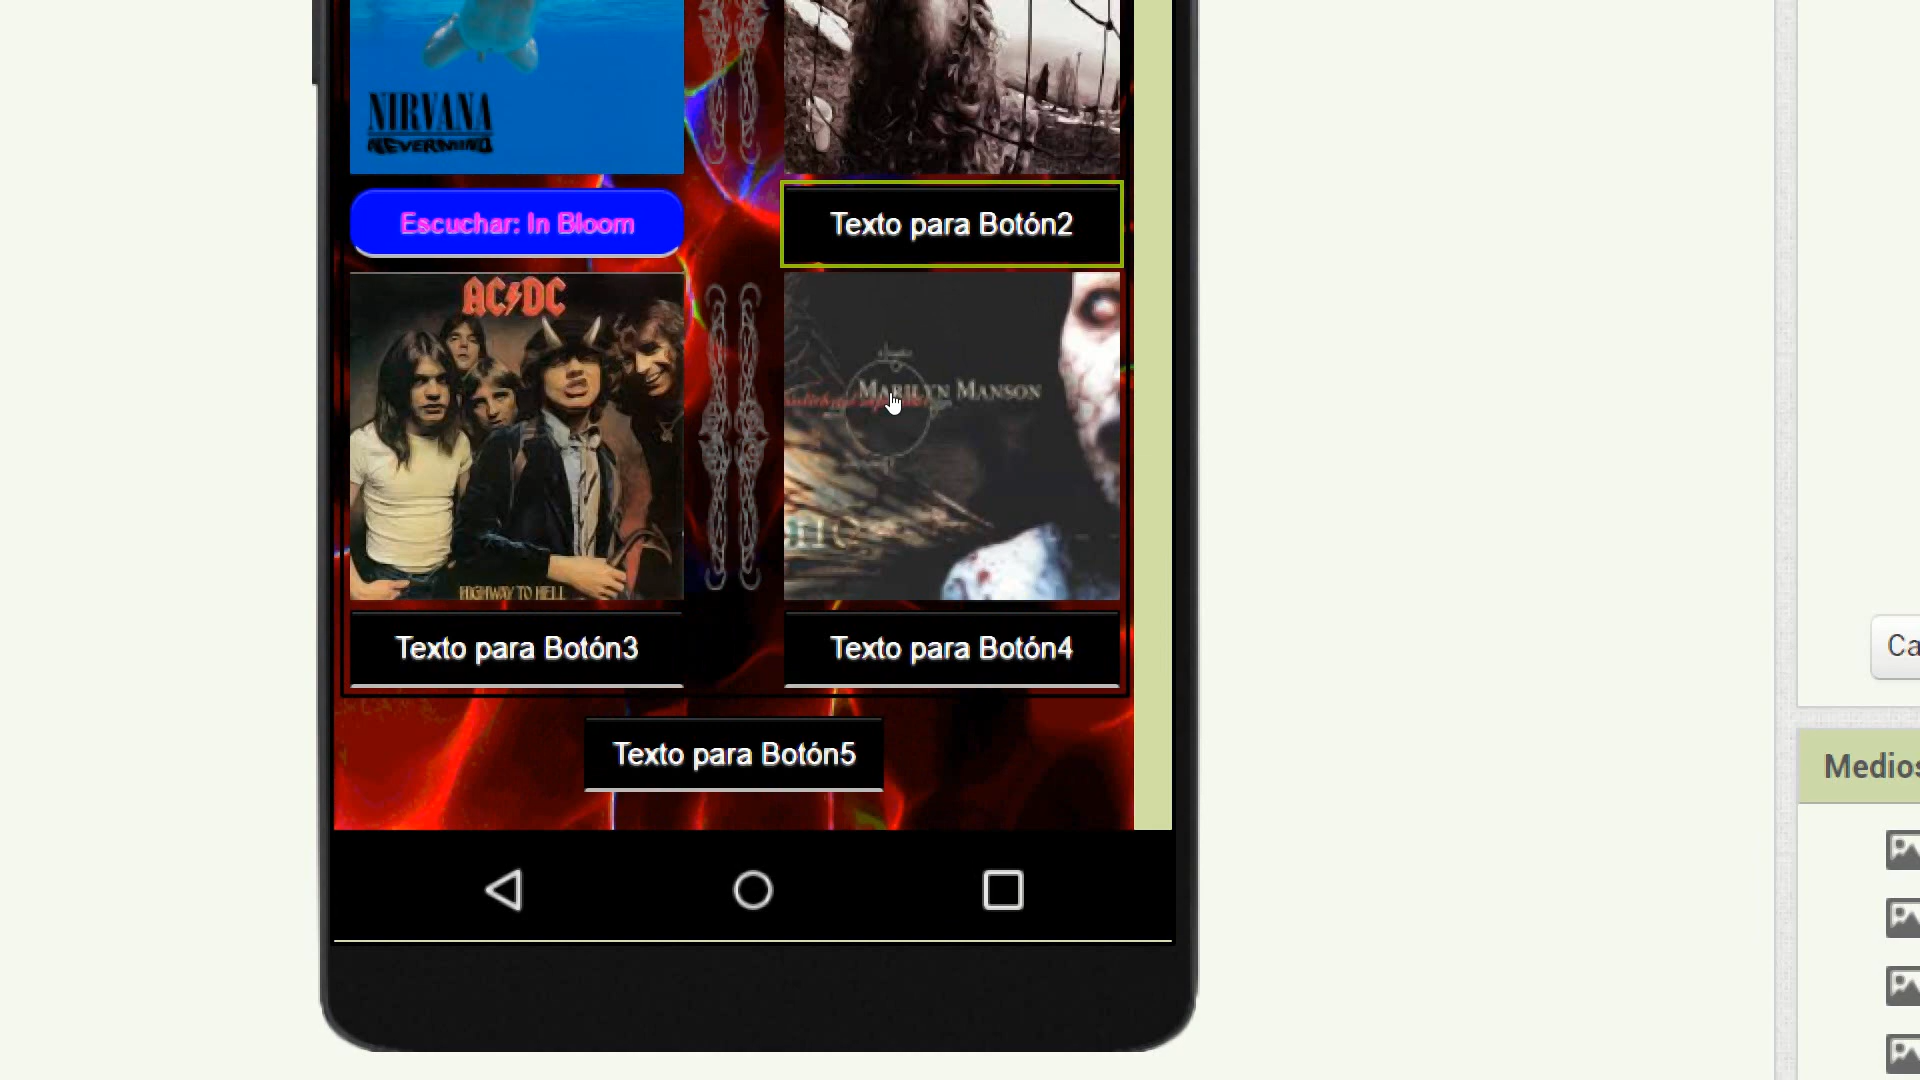 NIRVANA
NEVERMIND
Escuchar: In Bloom
Texto para Botón2
AC/DC
MARILYN MANSON
HIGHWAY TO HELL
Texto para Botón3
Texto para Botón4
Ca
Texto para Botón5
Medios